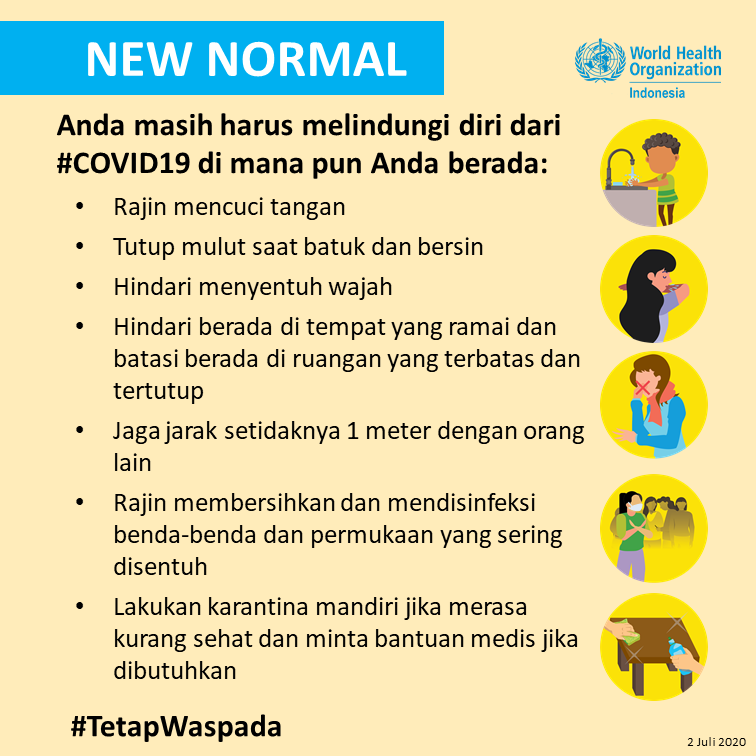 NEW NORMAL
World Health
Organization
Indonesia
Anda masih harus melindungi diri dari
#COVID19 di mana pun Anda berada:
• Rajin mencuci tangan
• Tutup mulut saat batuk dan bersin
• Hindari menyentuh wajah
• Hindari berada di tempat yang ramai dan
batasi berada di ruangan yang terbatas dan
tertutup
• Jaga jarak setidaknya 1 meter dengan orang
lain
• Rajin membersihkan dan mendisinfeksi
benda-benda dan permukaan yang sering
disentuh
• Lakukan karantina mandiri jika merasa
kurang sehat dan minta bantuan medis jika
dibutuhkan
#TetapWaspada
2 Juli 2020